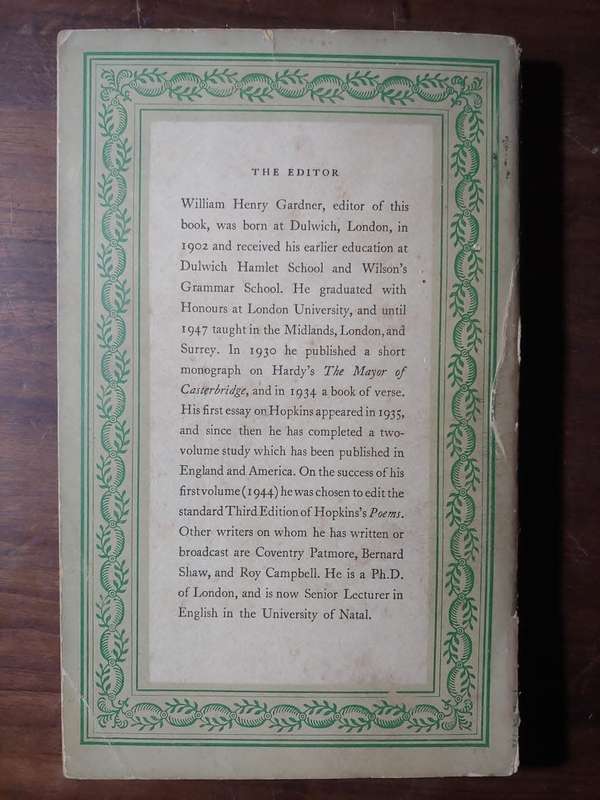 THE EDITOR
William Henry Gardner, editor of this
book, was born at Dulwich, London, in
1902 and received his earlier education at
Dulwich Hamlet School and Wilson's
Grammar School. He graduated with
Honours at London University, and until
1947 taught in the Midlands, London, and
Surrey. In 1930 he published a short
monograph on Hardy's The Mayor of
Casterbridge, and in 1934 a book of verse.
His first essay on Hopkins appeared in 1935,
and since then he has completed a two-
volume study which has been published in
England and America. On the success of his
first volume (1944) he was chosen to edit the
standard Third Edition of Hopkins's Poems.
Other writers on whom he has written or
broadcast are Coventry Patmore, Bernard
Shaw, and Roy Campbell. He is a Ph.D.
of London, and is now Senior Lecturer in
English in the University of Natal.